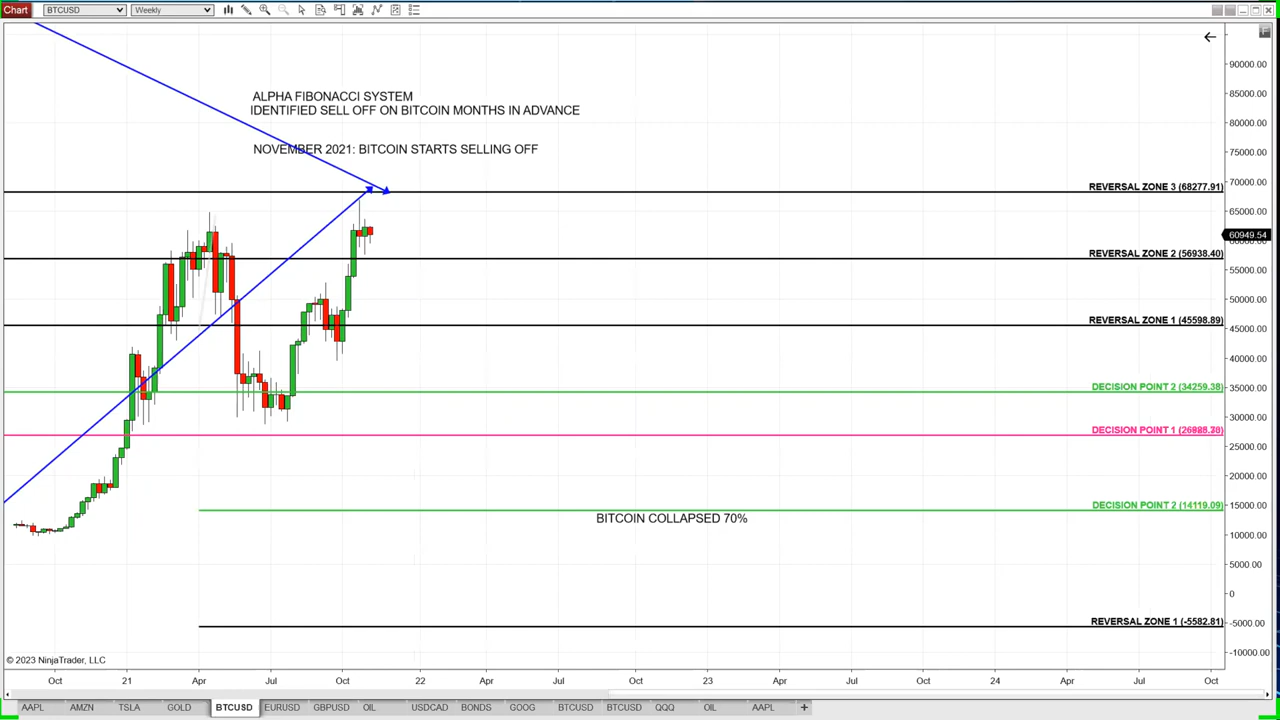 Chart
BTCUSD
Weekly
F
90000.00
85000.00
80000.00
75000.00
70000.00
65000.00
60949.54
55000.00
50000.00
45000.00
40000.00
35000.00
30000.00
25000.00
20000.00
15000.00
10000.00
5000.00
0
-5000.00
-10000.00
ALPHA FIBONACCI SYSTEM
IDENTIFIED SELL OFF ON BITCOIN MONTHS IN ADVANCE
NOVEMBER 2021: BITCOIN STARTS SELLING OFF
REVERSAL ZONE 3 (68277.91)
REVERSAL ZONE 2 (56938.40)
REVERSAL ZONE 1 (45598.89)
DECISION POINT 2 (34259.38)
DECISION POINT 1
DECISION POINT 2 (14119.09)
BITCOIN COLLAPSED 70%
REVERSAL ZONE 1 (-5582.81)
© 2023 NinjaTrader, LLC
Oct 21 Apr Jul Oct 22 Apr Jul Oct 23 Apr Jul Oct 24 Apr Jul Oct
AAPL AMZN TSLA GOLD BTCUSD EURUSD GBPUSD OIL USDCAD BONDS GOOG BTCUSD BTCUSD QQQ OIL AAPL +